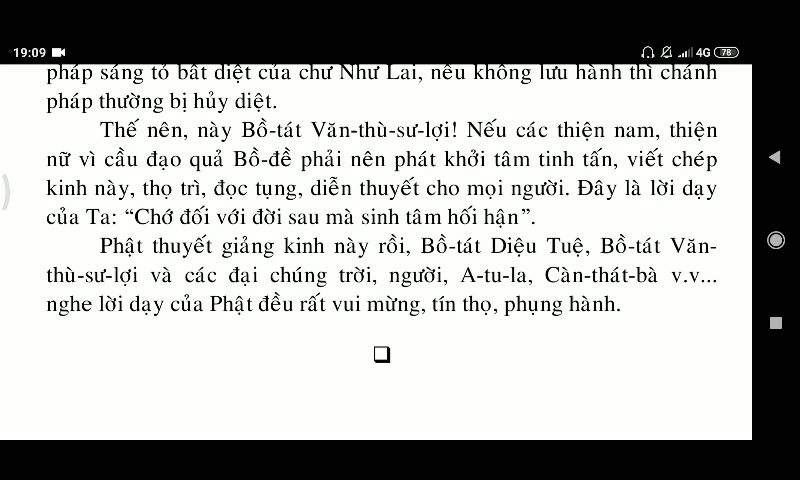 19:09
4G 78
pháp sáng tỏ bất diệt của chư Như Lai, nếu không lưu hành thì chánh
pháp thường bị hủy diệt.
Thế nên, này Bồ-tát Văn-thù-sư-lợi! Nếu các thiện nam, thiện
nữ vì cầu đạo quả Bồ-đề phải nên phát khởi tâm tinh tấn, viết chép
kinh này, thọ trì, đọc tụng, diễn thuyết cho mọi người. Đây là lời dạy
của Ta: “Chớ đối với đời sau mà sinh tâm hối hận”.
Phật thuyết giảng kinh này rồi, Bồ-tát Diệu Tuệ, Bồ-tát Văn-
thù-sư-lợi và các đại chúng trời, người, A-tu-la, Càn-thát-bà v.v...
nghe lời dạy của Phật đều rất vui mừng, tín thọ, phụng hành.